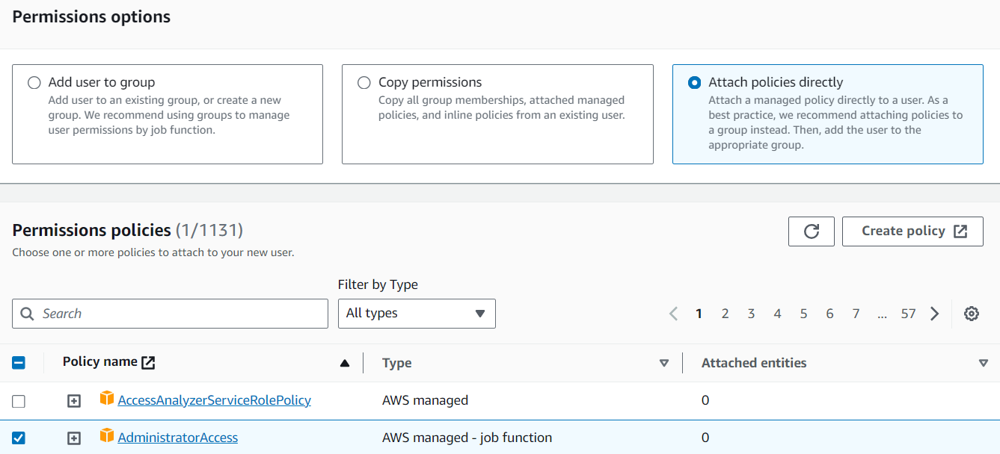 Permissions options
Add user to group
Add user to an existing group, or create a new
group. We recommend using groups to manage
user permissions by job function.
Copy permissions
Copy all group memberships, attached managed
policies, and inline policies from an existing user.
Attach policies directly
Attach a managed policy directly to a user. As a
best practice, we recommend attaching policies to
a group instead. Then, add the user to the
appropriate group.
Permissions policies (1/1131)
Choose one or more policies to attach to your new user.
Create policy
Filter by Type
Search
All types
1 2 3 4 5 6 7 ... 57
Policy name Type Attached entities
AccessAnalyzerServiceRolePolicy AWS managed 0
AdministratorAccess AWS managed - job function 0